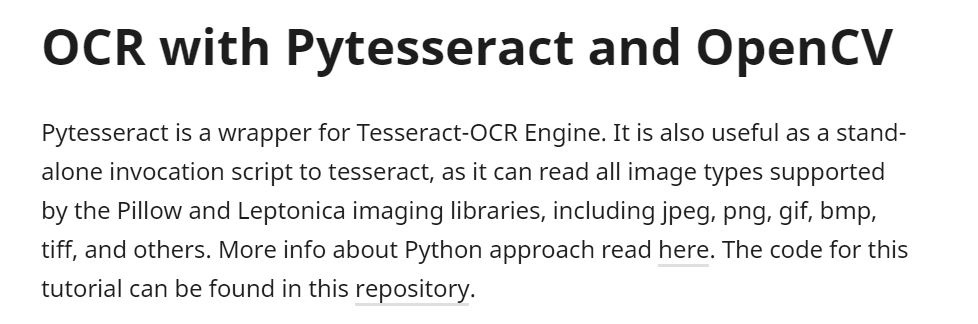 OCR with Pytesseract and OpenCV
Pytesseract is a wrapper for Tesseract-OCR Engine. It is also useful as a stand-
alone invocation script to tesseract, as it can read all image types supported
by the Pillow and Leptonica imaging libraries, including jpeg, png, gif, bmp,
tiff, and others. More info about Python approach read here. The code for this
tutorial can be found in this repository.